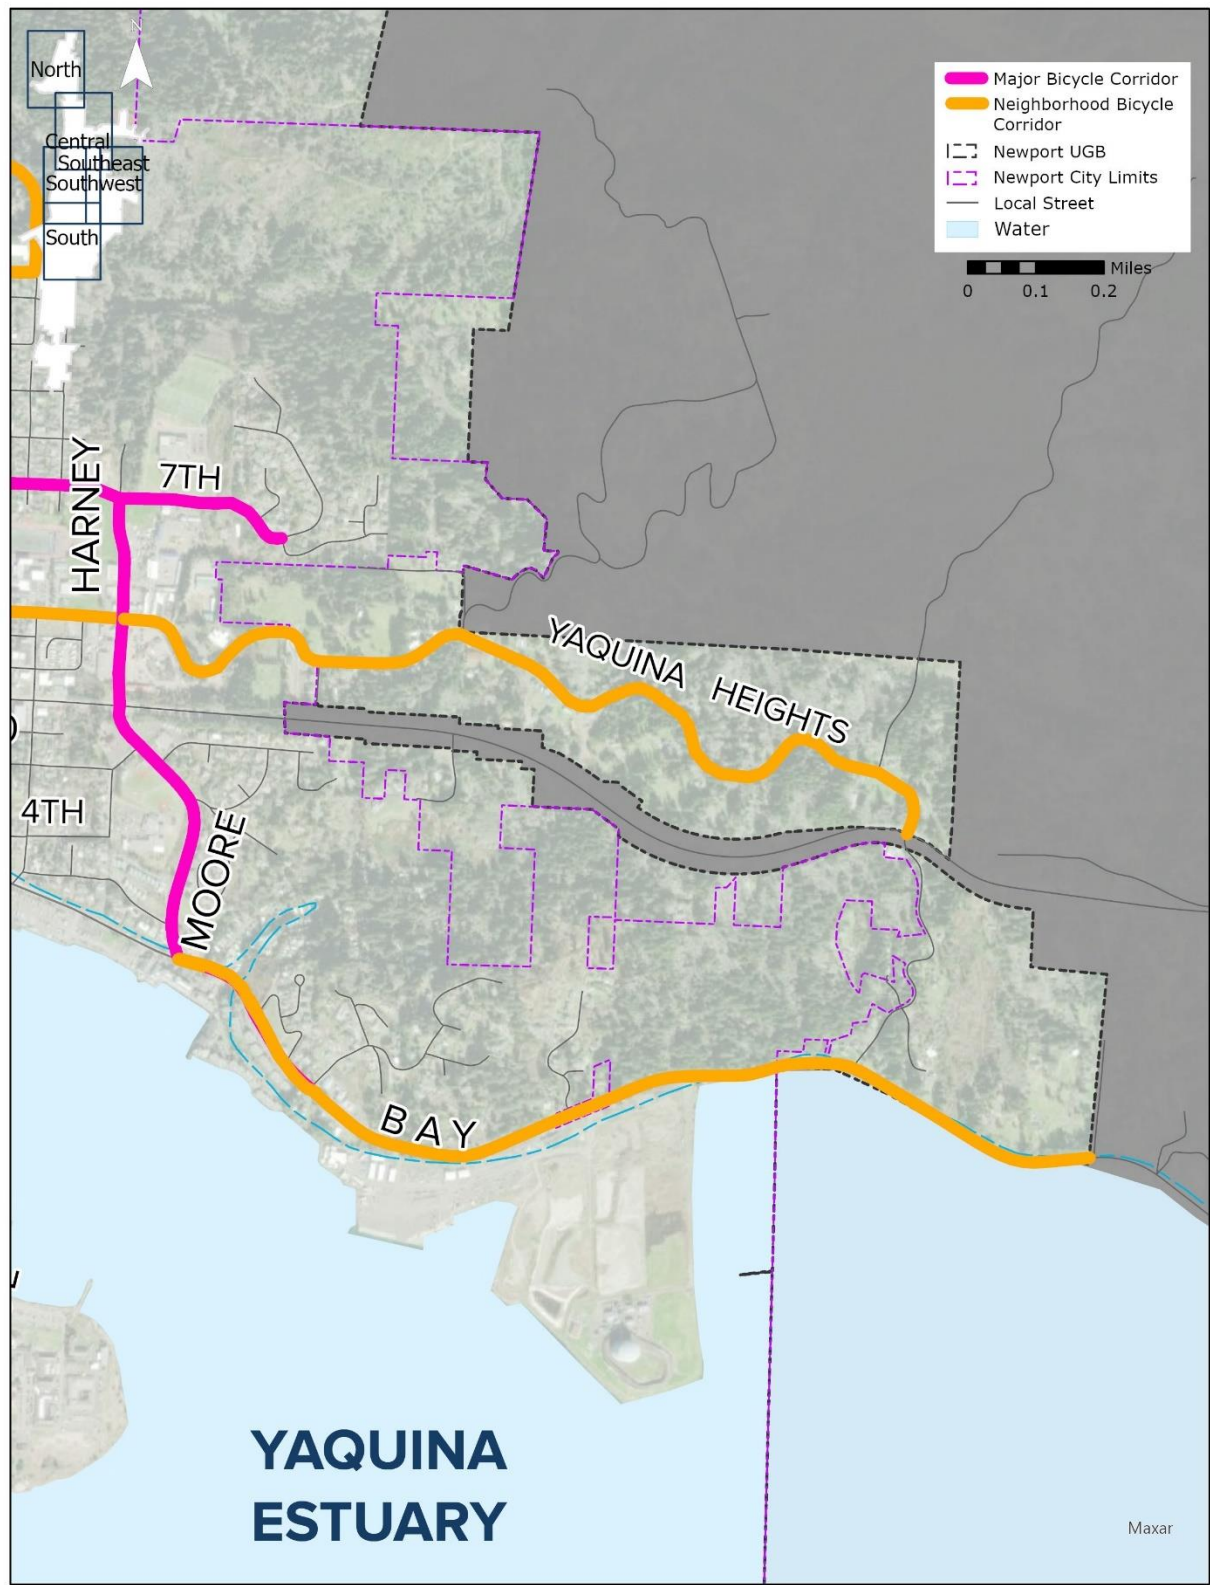 N
North
Central
Southeast
Southwest
South
Major Bicycle Corridor
Neighborhood Bicycle
Corridor
Newport UGB
Newport City Limits
Local Street
Water
Miles
0 0.1 0.2
HARNEY
7TH
YAQUINA HEIGHTS
4TH
MOORE
BAY
YAQUINA
ESTUARY
Maxar